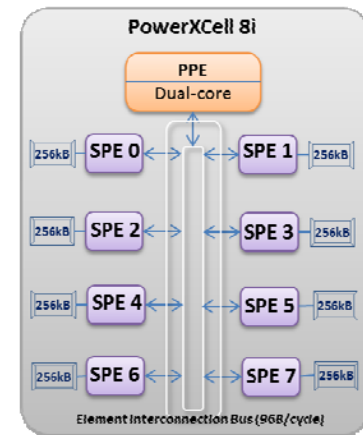 PowerXCell 8i
PPE
Dual-core
256kB SPE 0 SPE 1 256kB
256kB SPE 2 SPE 3 256kB
256kB SPE 4 SPE 5 256kB
256kB SPE 6 SPE 7 256kB
Element Interconnection Bus (96B/cycle)